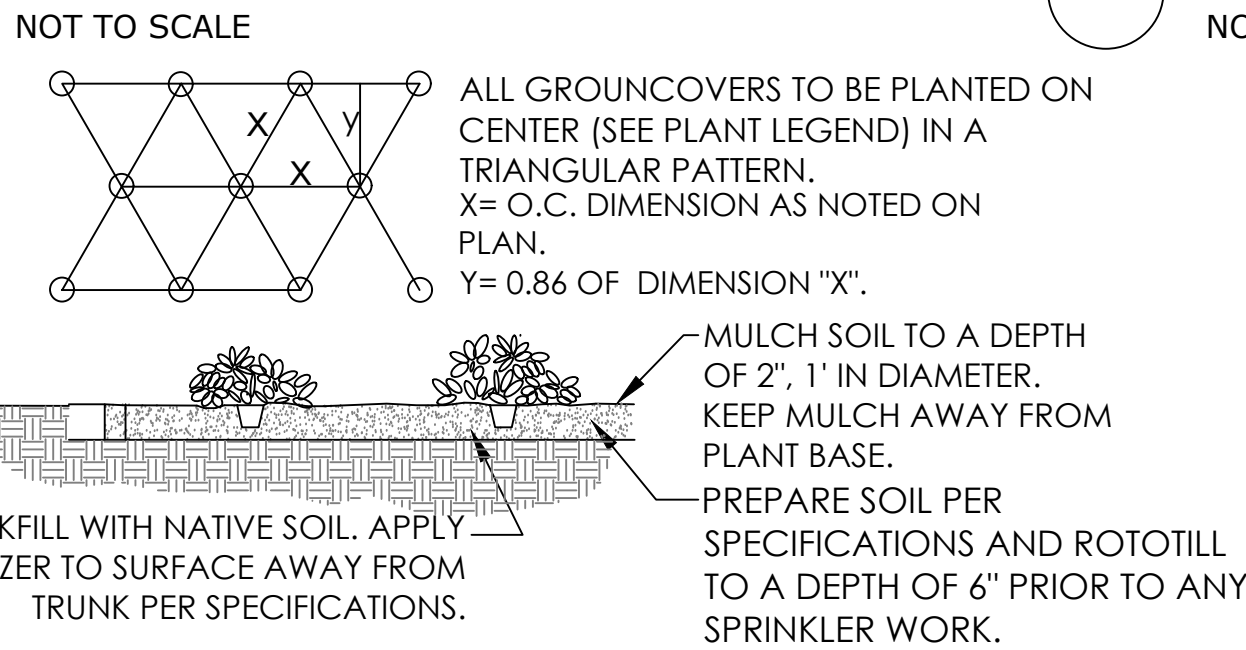 NOT TO SCALE
ALL GROUNCOVERS TO BE PLANTED ON
CENTER (SEE PLANT LEGEND) IN A
TRIANGULAR PATTERN.
X= O.C. DIMENSION AS NOTED ON
PLAN.
Y= 0.86 OF DIMENSION "X".
X
y
X
MULCH SOIL TO A DEPTH
OF 2", 1' IN DIAMETER.
KEEP MULCH AWAY FROM
PLANT BASE.
PREPARE SOIL PER
SPECIFICATIONS AND ROTOTILL
TO A DEPTH OF 6" PRIOR TO ANY
SPRINKLER WORK.
WITH NATIVE SOIL. APPLY
TO SURFACE AWAY FROM
TRUNK PER SPECIFICATIONS.